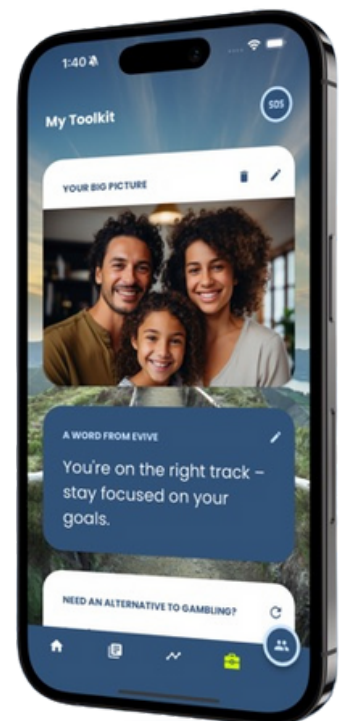 1:40
SOS
My Toolkit
YOUR BIG PICTURE
A WORD FROM EVIVE
You're on the right track –
stay focused on your
goals.
NEED AN ALTERNATIVE TO GAMBLING?